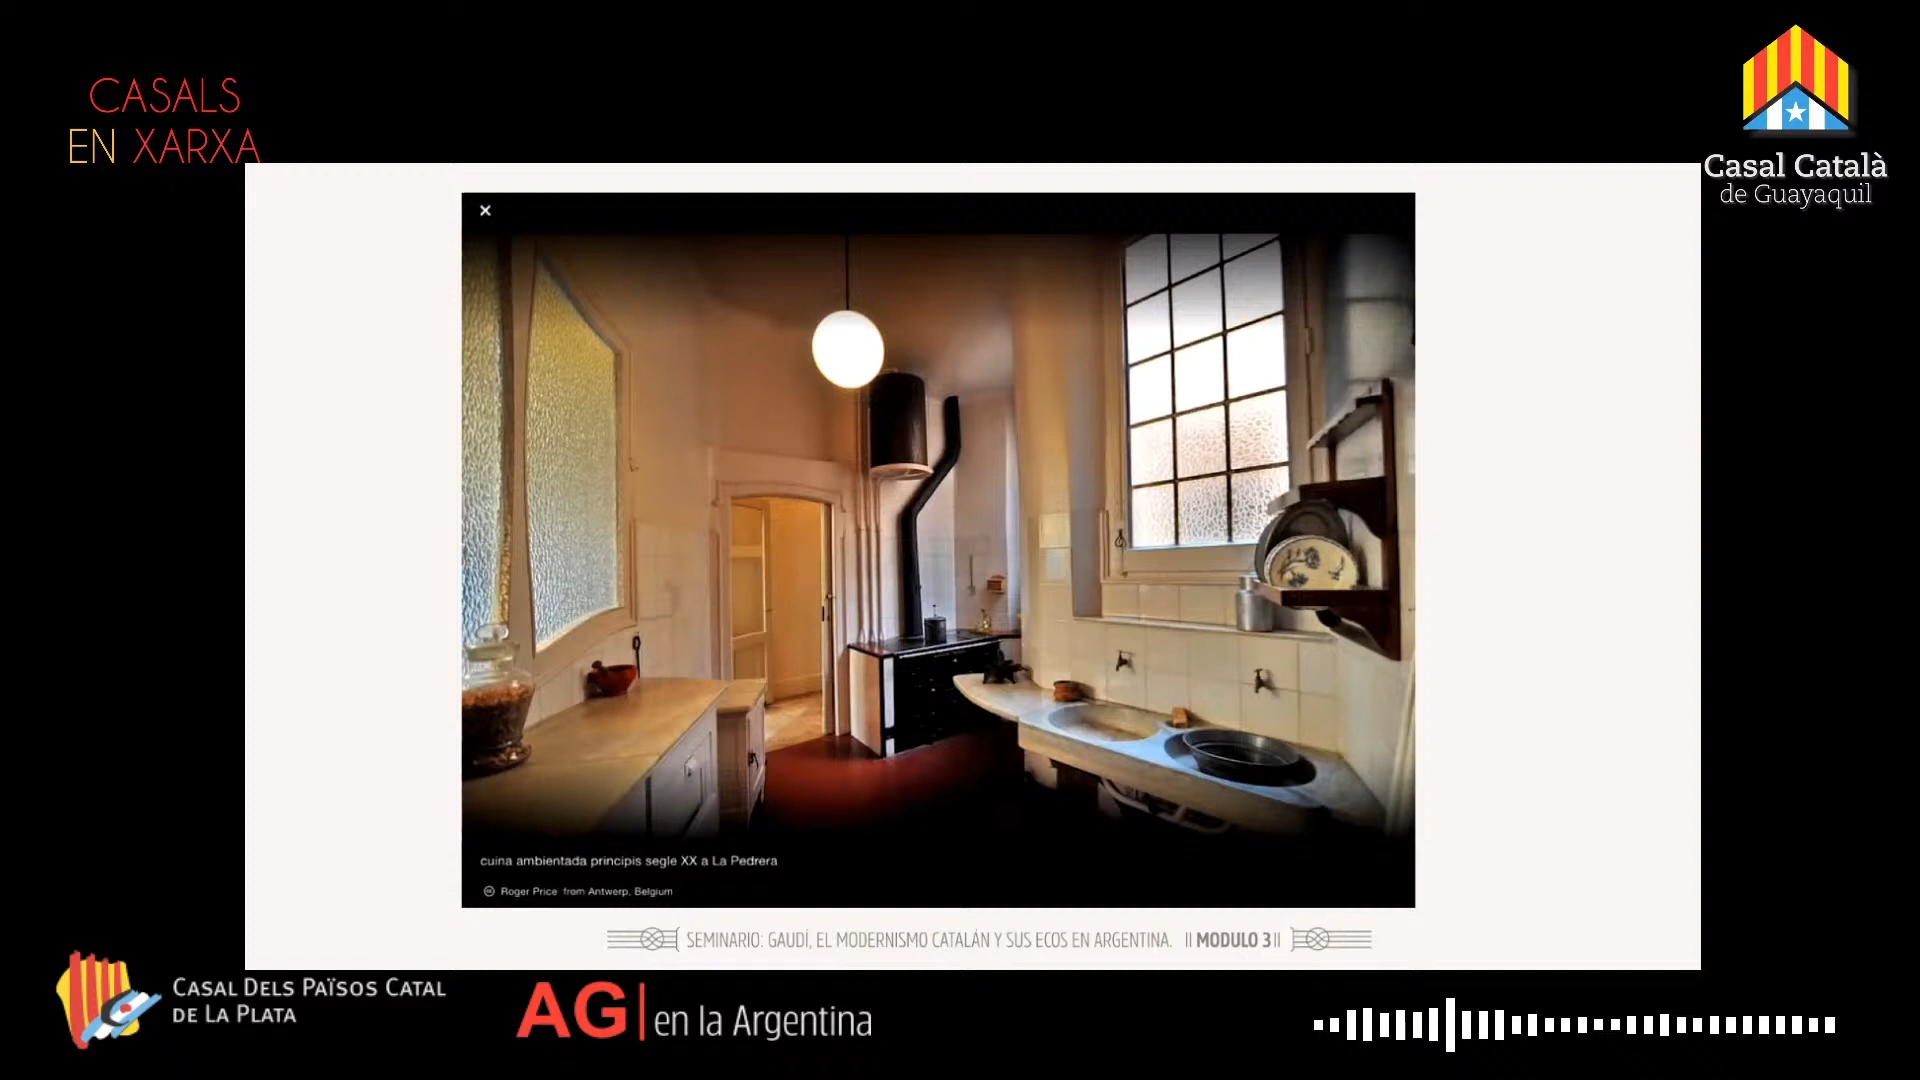 CASALS
EN XARXA
Casal Català
de Guayaquil
cuina ambientada principis segle XX a La Pedrera
Roger Price from Antwerp, Belgium
SEMINARIO: GAUDÍ, EL MODERNISMO CATALÁN Y SUS ECOS EN ARGENTINA. || MODULO 3 ||
CASAL DELS PAÏSOS CATAL
DE LA PLATA
AG | en la Argentina